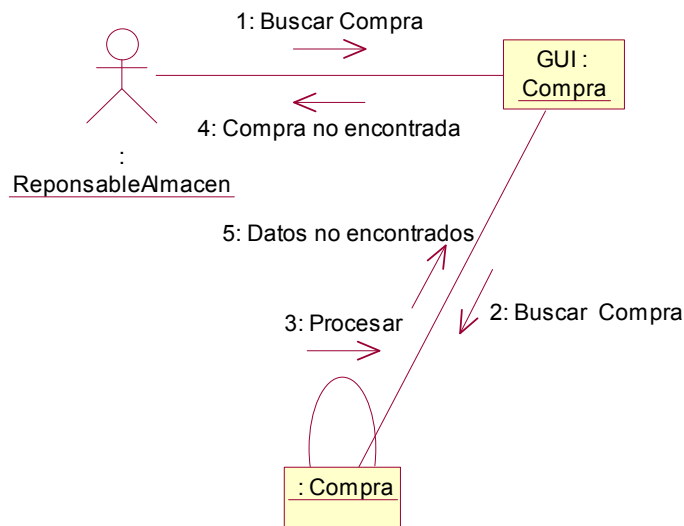 1: Buscar Compra
GUI :
Compra
4: Compra no encontrada
:
ReponsableAlmacen
5: Datos no encontrados
2: Buscar Compra
3: Procesar
: Compra